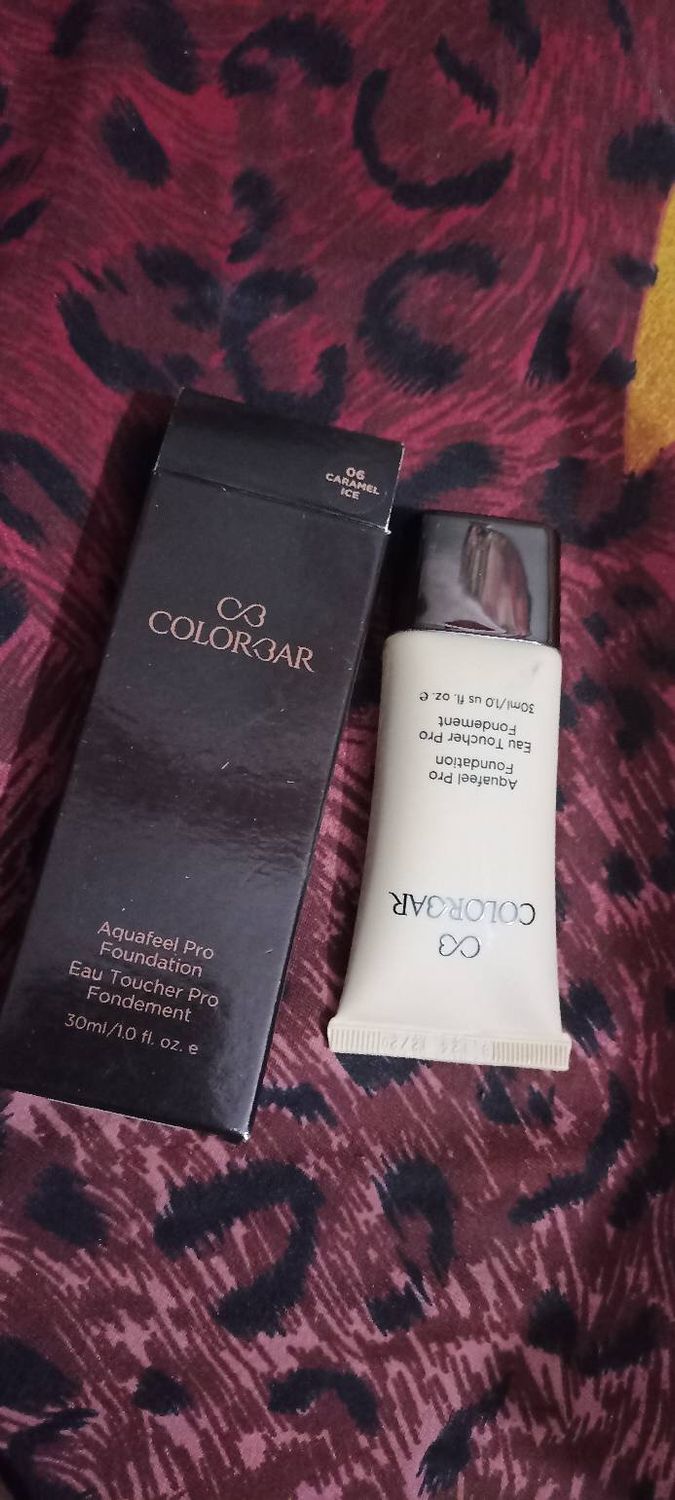 06
CARAMEL
ICE
COLORBAR
Aquafeel Pro
Foundation
Eau Toucher Pro
Fondement
30ml/1.0 fl. oz. e
COLORBAR
Aquafeel Pro
Foundation
Eau Toucher Pro
Fondement
30ml/1.0 us fl. oz. e